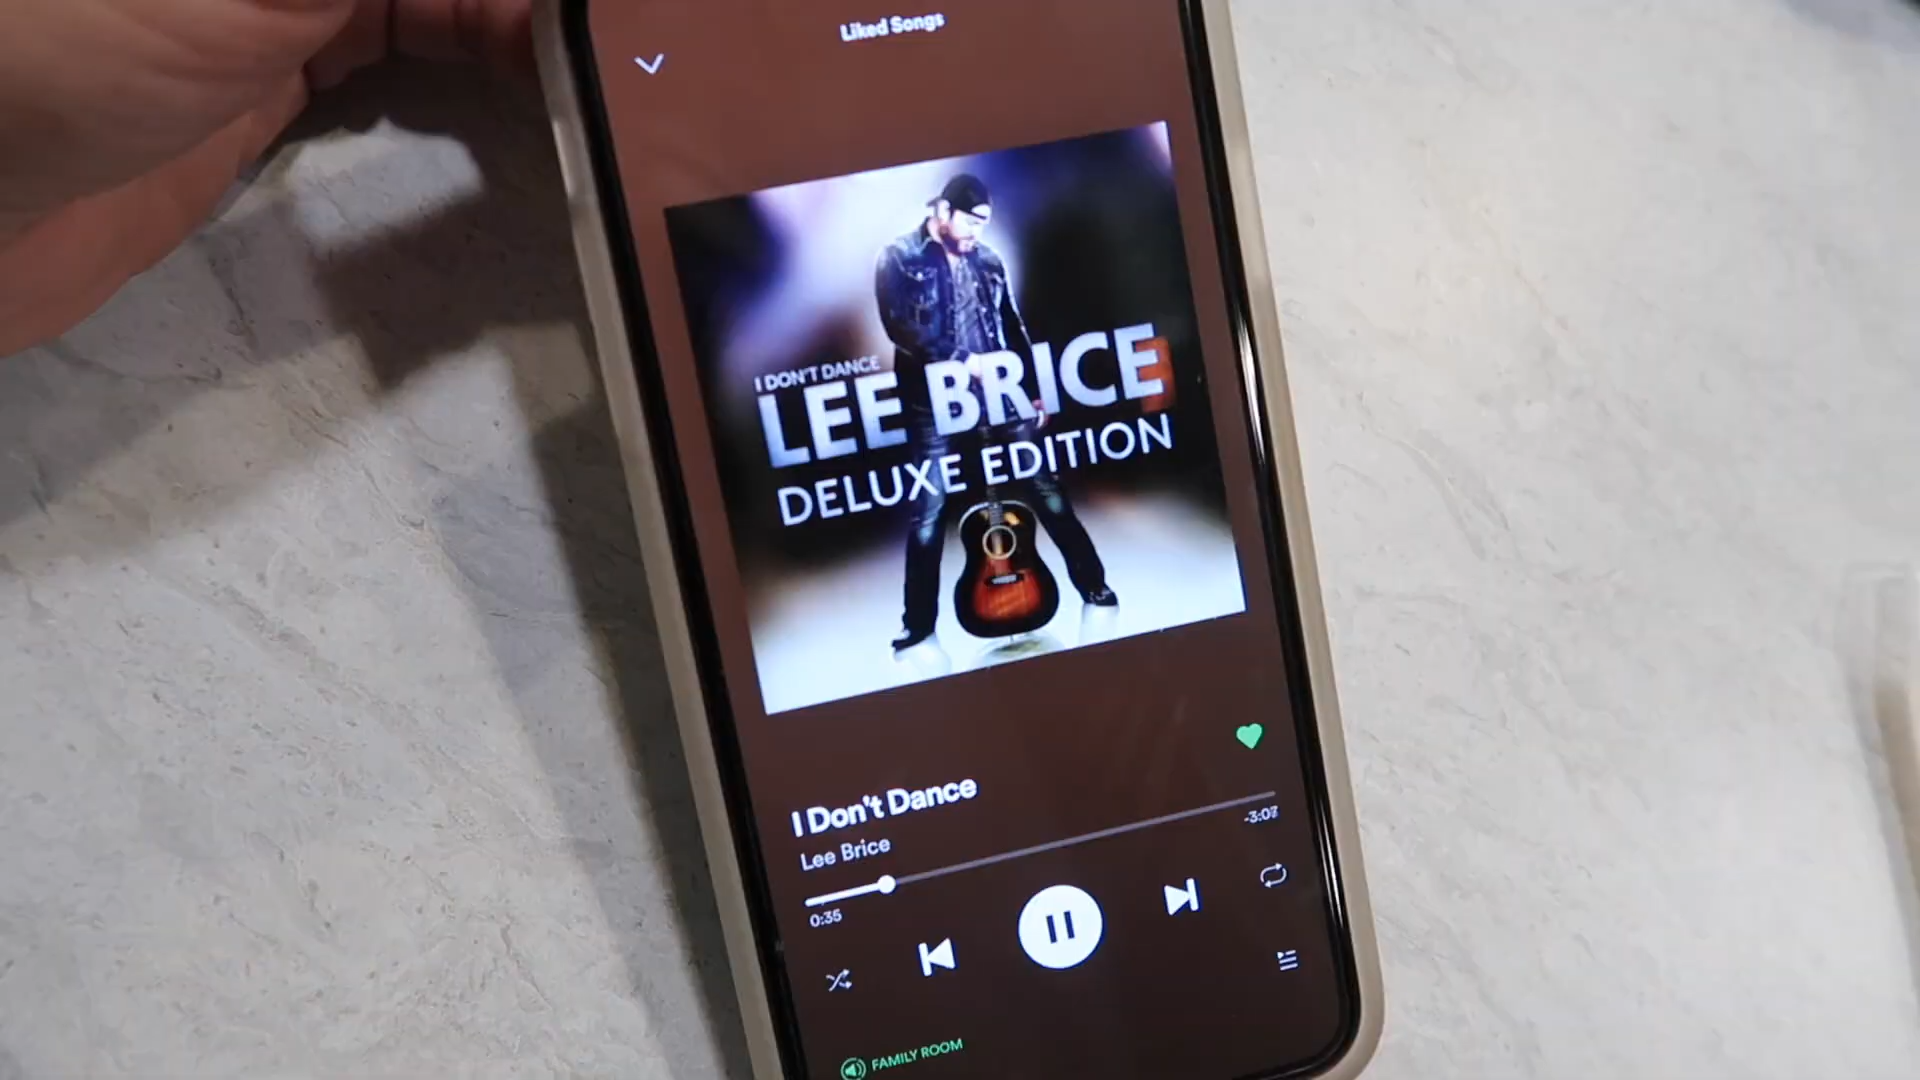 Liked Songs
I DON'T DANCE
LEE BRICE
DELUXE EDITION
I Don't Dance
Lee Brice
0:35
-3:07
FAMILY ROOM